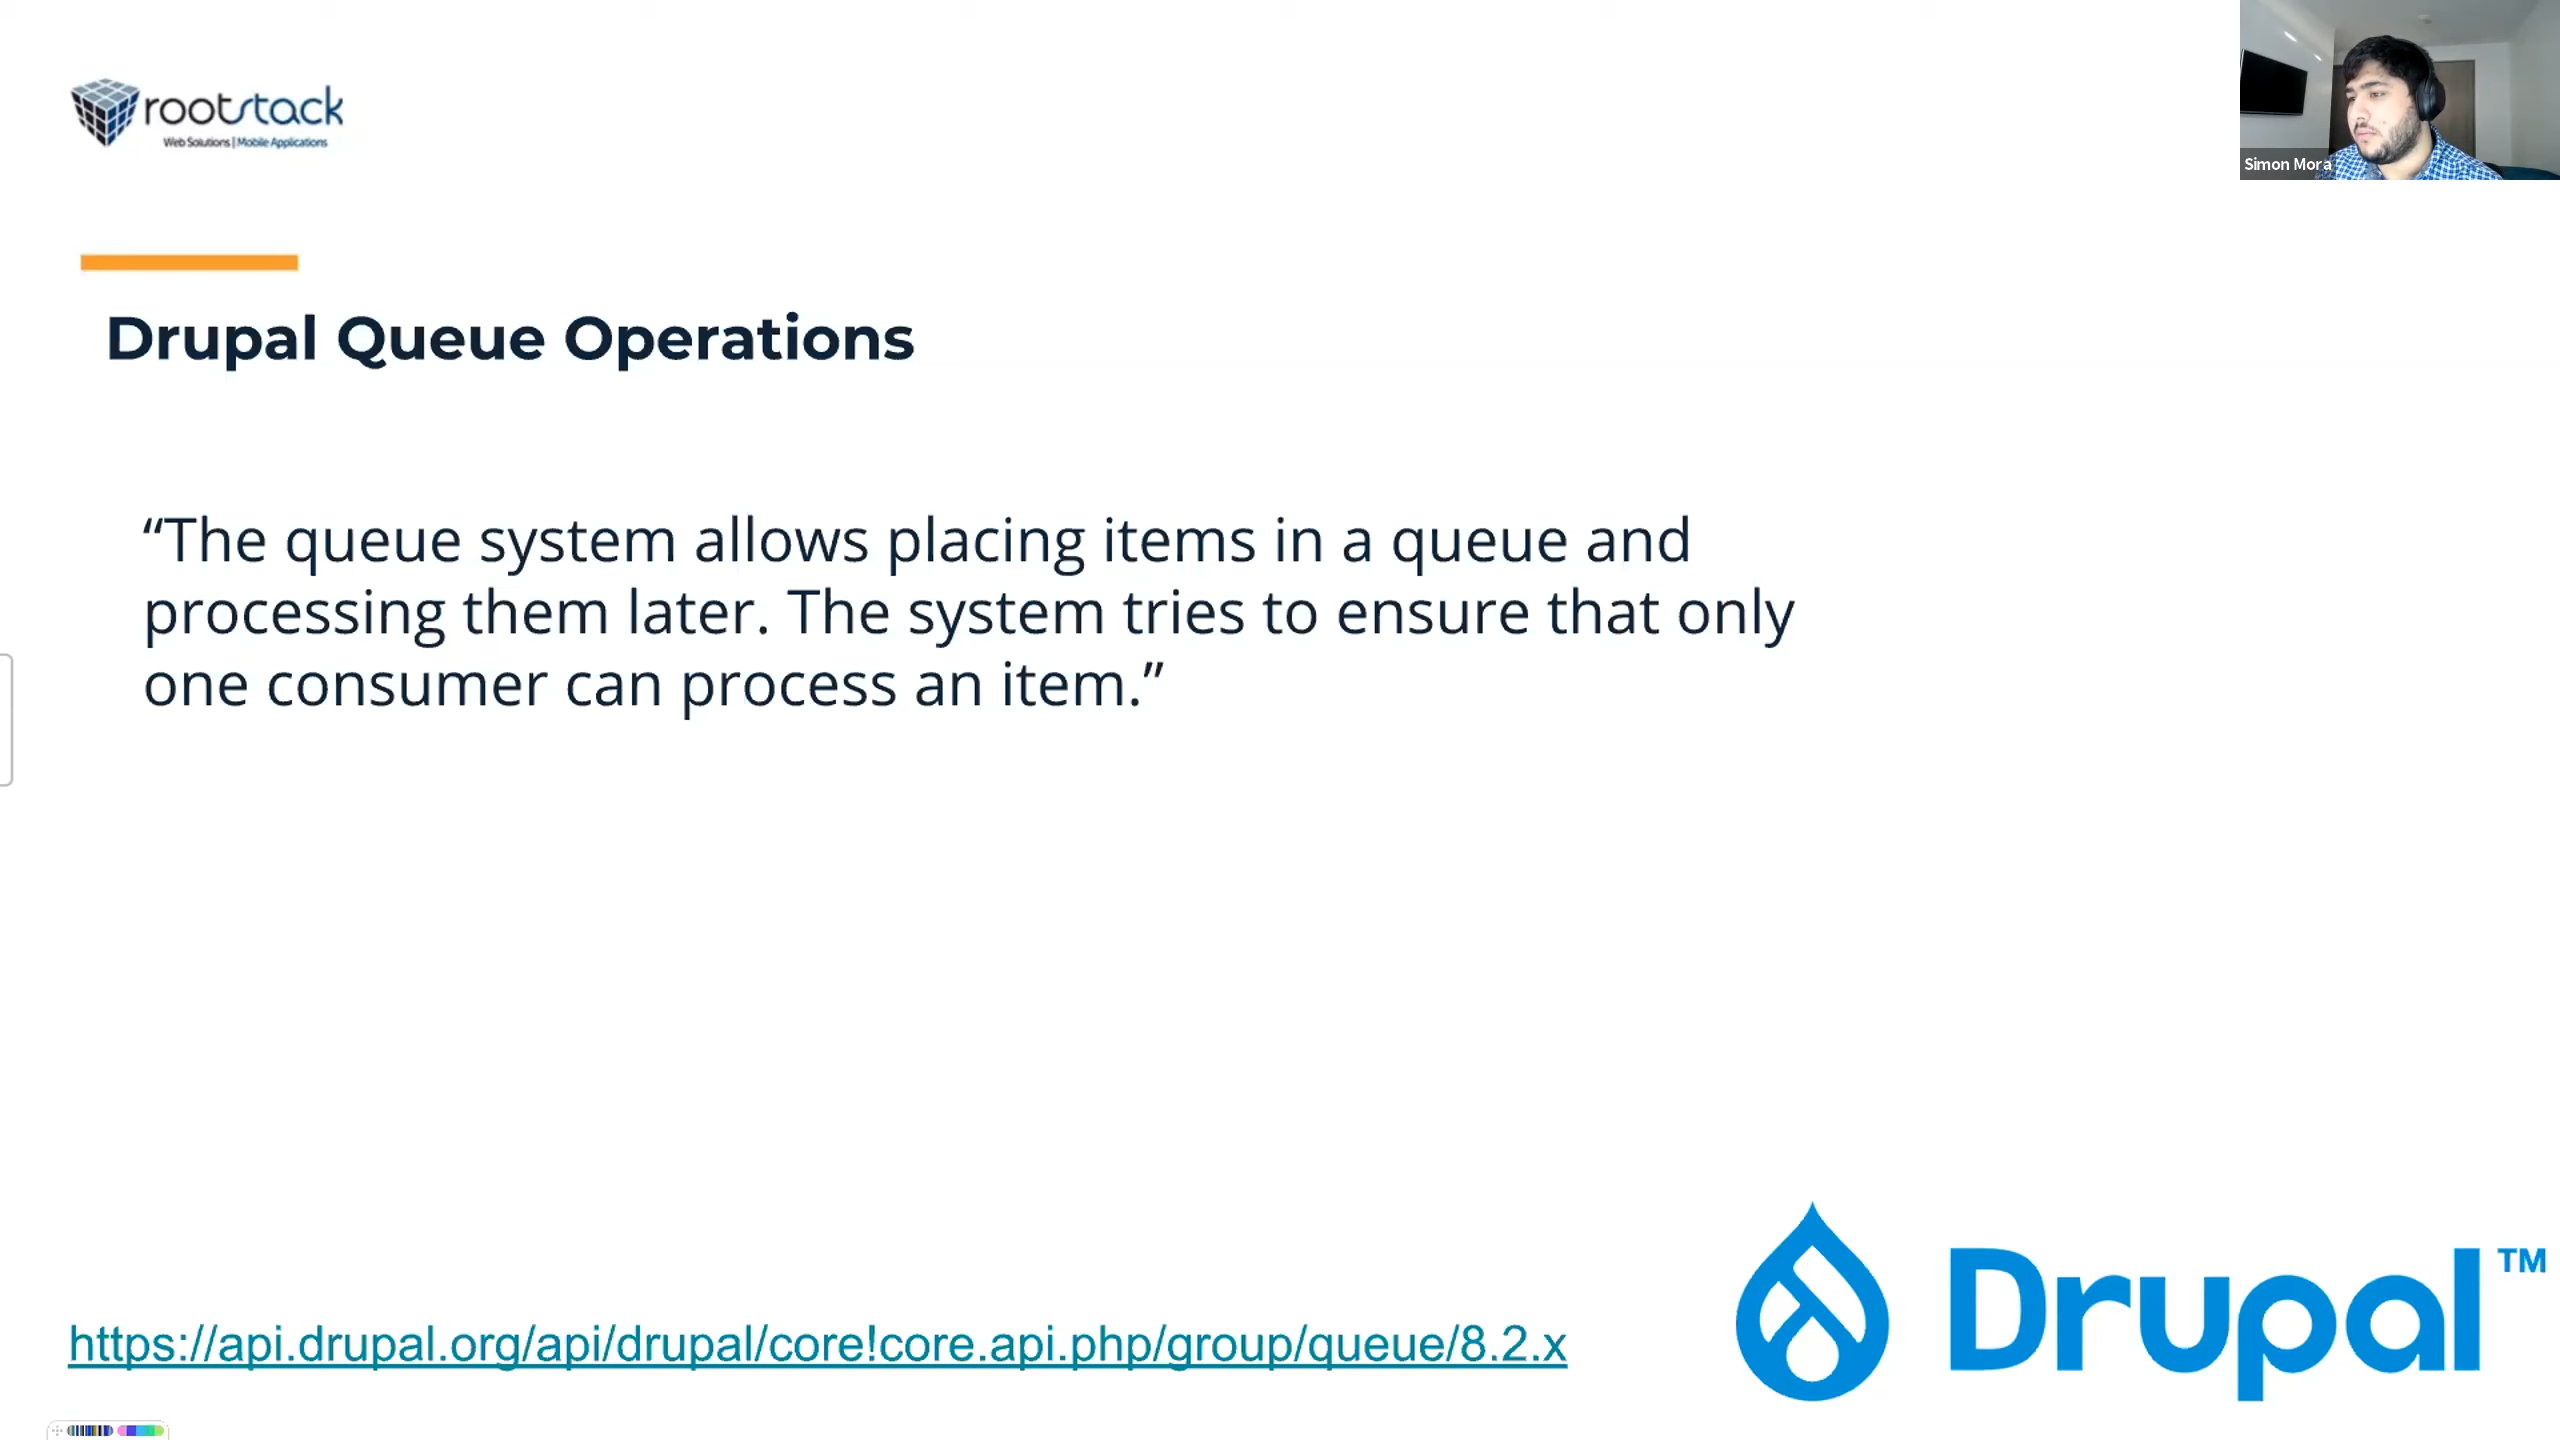 rootstack
Web Solutions | Mobile Applications
Simon Mora
Drupal Queue Operations
“The queue system allows placing items in a queue and
processing them later. The system tries to ensure that only
one consumer can process an item.”
https://api.drupal.org/api/drupal/core!core.api.php/group/queue/8.2.x
Drupal™